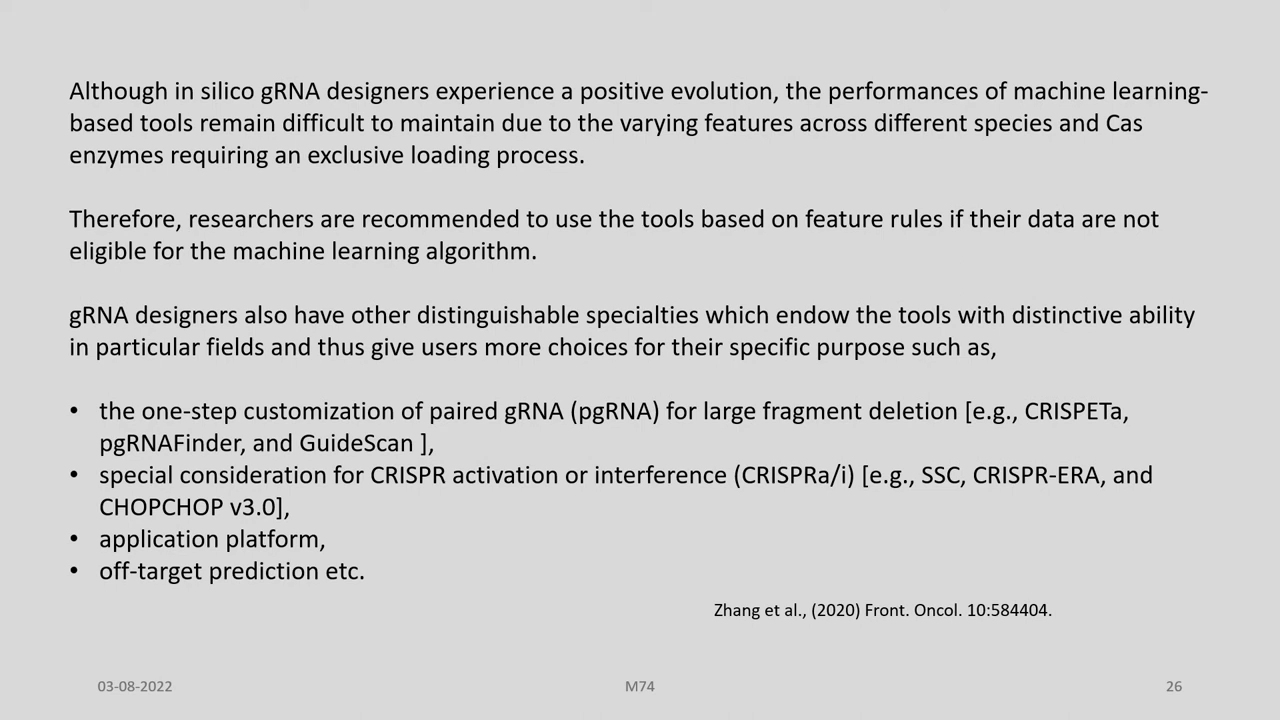 Although in silico gRNA designers experience a positive evolution, the performances of machine learning-
based tools remain difficult to maintain due to the varying features across different species and Cas
enzymes requiring an exclusive loading process.
Therefore, researchers are recommended to use the tools based on feature rules if their data are not
eligible for the machine learning algorithm.
gRNA designers also have other distinguishable specialties which endow the tools with distinctive ability
in particular fields and thus give users more choices for their specific purpose such as,
• the one-step customization of paired gRNA (pgRNA) for large fragment deletion [e.g., CRISPETa,
pgRNAFinder, and GuideScan ],
• special consideration for CRISPR activation or interference (CRISPRa/i) [e.g., SSC, CRISPR-ERA, and
CHOPCHOP v3.0],
• application platform,
• off-target prediction etc.
Zhang et al., (2020) Front. Oncol. 10:584404.
03-08-2022 M74 26